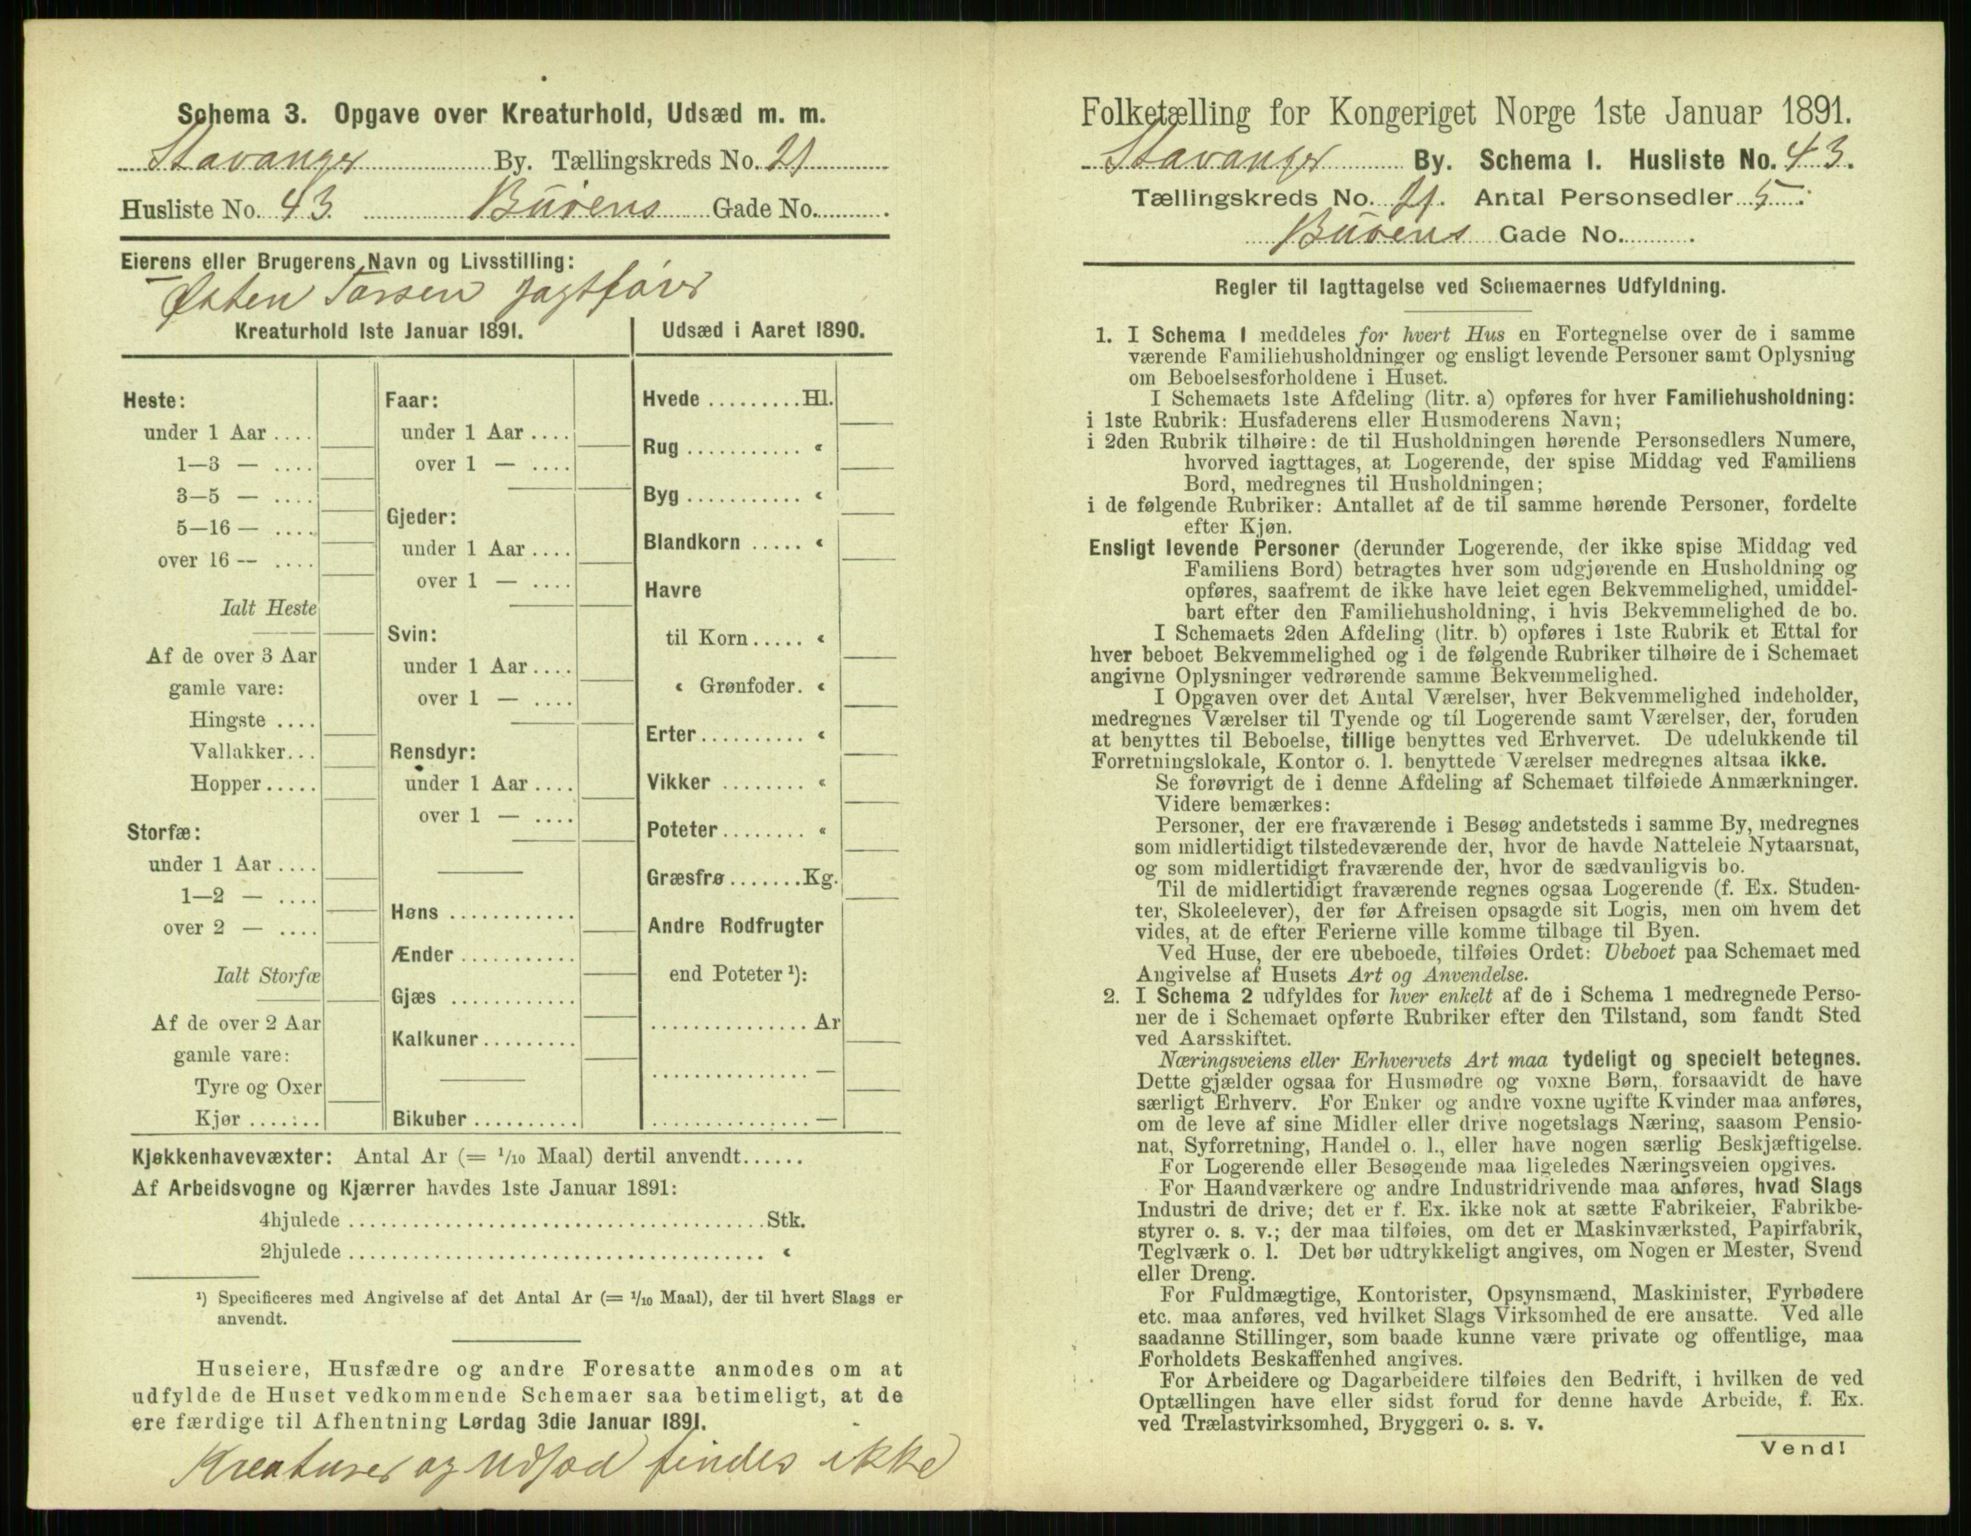 Schema 3. Opgave over Kreaturhold, Udsæd m. m.
Stavanger By. Tællingskreds No. 21
Husliste No. 43. Buøens Gade No.
Eierens eller Brugerens Navn og Livsstilling:
Østen Tarsen Jagtfører
Kreaturhold 1ste Januar 1891.
Heste:
under 1 Aar ....
1—3 — ....
3—5 — ....
5—16 — ....
over 16 — ....
Ialt Heste
Af de over 3 Aar
gamle vare:
Hingste ....
Vallakker...
Hopper.....
Storfæ:
under 1 Aar ....
1—2 — ....
over 2 — ....
Ialt Storfæ
Af de over 2 Aar
gamle vare:
Tyre og Oxer
Kjør .......
Faar:
under 1 Aar ....
over 1 — ....
Gjeder:
under 1 Aar ....
over 1 — ....
Svin:
under 1 Aar ....
over 1 — ....
Rensdyr:
under 1 Aar ....
over 1 — ....
Høns ............
Ænder ...........
Gjæs ............
Kalkuner.........
Bikuber ..........
Udsæd i Aaret 1890.
Hvede .........Hl.
Rug ........... «
Byg ........... «
Blandkorn ..... «
Havre
til Korn..... «
« Grønfoder. «
Erter.......... «
Vikker ........ «
Poteter........ «
Græsfrø.......Kg.
Andre Rodfrugter
end Poteter ¹):
............... Ar
............... —
............... —
Kjøkkenhavevæxter: Antal Ar (= 1/10 Maal) dertil anvendt......
Af Arbeidsvogne og Kjærrer havdes 1ste Januar 1891:
4hjulede ........................................Stk.
2hjulede ........................................ «
¹) Specificeres med Angivelse af det Antal Ar (= 1/10 Maal), der til hvert Slags er
anvendt.
Huseiere, Husfædre og andre Foresatte anmodes om at
udfylde de Huset vedkommende Schemaer saa betimeligt, at de
ere færdige til Afhentning Lørdag 3die Januar 1891.
Kreaturer og Udsæd findes ikke
Folketælling for Kongeriget Norge 1ste Januar 1891.
Stavanger By. Schema 1. Husliste No. 43.
Tællingskreds No. 21. Antal Personsedler 5.
Buøens Gade No.
Regler til Iagttagelse ved Schemaernes Udfyldning.
1. I Schema 1 meddeles for hvert Hus en Fortegnelse over de i samme
værende Familiehusholdninger og ensligt levende Personer samt Oplysning
om Beboelsesforholdene i Huset.
I Schemaets 1ste Afdeling (litr. a) opføres for hver Familiehusholdning:
i 1ste Rubrik: Husfaderens eller Husmoderens Navn;
i 2den Rubrik tilhøire: de til Husholdningen hørende Personsedlers Numere,
hvorved iagttages, at Logerende, der spise Middag ved Familiens
Bord, medregnes til Husholdningen;
i de følgende Rubriker: Antallet af de til samme hørende Personer, fordelte
efter Kjøn.
Ensligt levende Personer (derunder Logerende, der ikke spise Middag ved
Familiens Bord) betragtes hver som udgjørende en Husholdning og
opføres, saafremt de ikke have leiet egen Bekvemmelighed, umiddel-
bart efter den Familiehusholdning, i hvis Bekvemmelighed de bo.
I Schemaets 2den Afdeling (litr. b) opføres i 1ste Rubrik et Ettal for
hver beboet Bekvemmelighed og i de følgende Rubriker tilhøire de i Schemaet
angivne Oplysninger vedrørende samme Bekvemmelighed.
I Opgaven over det Antal Værelser, hver Bekvemmelighed indeholder,
medregnes Værelser til Tyende og til Logerende samt Værelser, der, foruden
at benyttes til Beboelse, tillige benyttes ved Erhvervet. De udelukkende til
Forretningslokale, Kontor o. l. benyttede Værelser medregnes altsaa ikke.
Se forøvrigt de i denne Afdeling af Schemaet tilføiede Anmærkninger.
Videre bemærkes:
Personer, der ere fraværende i Besøg andetsteds i samme By, medregnes
som midlertidigt tilstedeværende der, hvor de havde Natteleie Nytaarsnat,
og som midlertidigt fraværende der, hvor de sædvanligvis bo.
Til de midlertidigt fraværende regnes ogsaa Logerende (f. Ex. Studen-
ter, Skoleelever), der før Afreisen opsagde sit Logis, men om hvem det
vides, at de efter Ferierne ville komme tilbage til Byen.
Ved Huse, der ere ubeboede, tilføies Ordet: Ubeboet paa Schemaet med
Angivelse af Husets Art og Anvendelse.
2. I Schema 2 udfyldes for hver enkelt af de i Schema 1 medregnede Perso-
ner de i Schemaet opførte Rubriker efter den Tilstand, som fandt Sted
ved Aarsskiftet.
Næringsveiens eller Erhvervets Art maa tydeligt og specielt betegnes.
Dette gjælder ogsaa for Husmødre og voxne Børn, forsaavidt de have
særligt Erhverv. For Enker og andre voxne ugifte Kvinder maa anføres,
om de leve af sine Midler eller drive nogetslags Næring, saasom Pensio-
nat, Syforretning, Handel o. l., eller have nogen særlig Beskjæftigelse.
For Logerende eller Besøgende maa ligeledes Næringsveien opgives.
For Haandværkere og andre Industridrivende maa anføres, hvad Slags
Industri de drive; det er f. Ex. ikke nok at sætte Fabrikeier, Fabrikbe-
styrer o. s. v.; der maa tilføies, om det er Maskinværksted, Papirfabrik,
Teglværk o. l. Det bør udtrykkeligt angives, om Nogen er Mester, Svend
eller Dreng.
For Fuldmægtige, Kontorister, Opsynsmænd, Maskinister, Fyrbødere
etc. maa anføres, ved hvilket Slags Virksomhed de ere ansatte. Ved alle
saadanne Stillinger, som baade kunne være private og offentlige, maa
Forholdets Beskaffenhed angives.
For Arbeidere og Dagarbeidere tilføies den Bedrift, i hvilken de ved
Optællingen have eller sidst forud for denne havde Arbeide, f. Ex.
ved Trælastvirksomhed, Bryggeri o. s. v.
Vend!